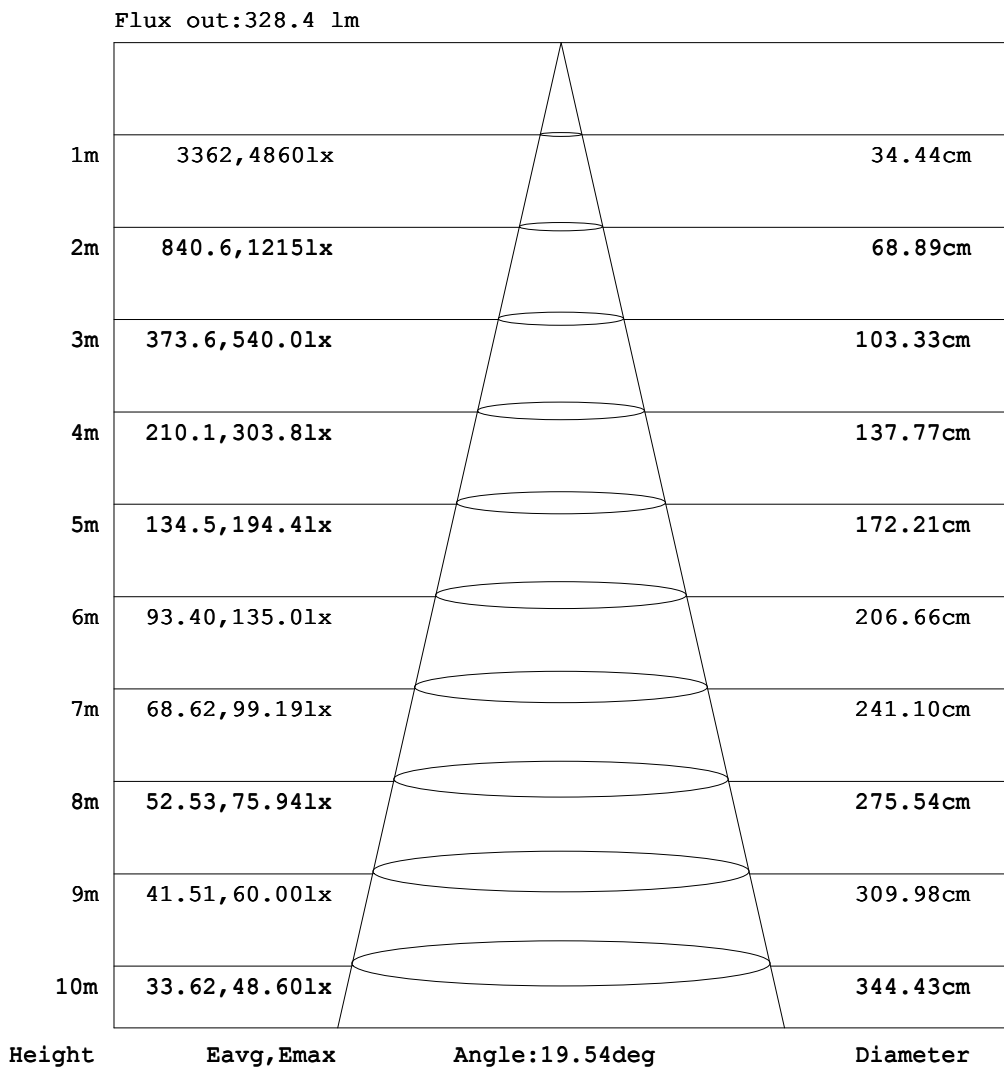 Flux out:328.4 lm
1m 3362,4860lx 34.44cm
2m 840.6,1215lx 68.89cm
3m 373.6,540.0lx 103.33cm
4m 210.1,303.8lx 137.77cm
5m 134.5,194.4lx 172.21cm
6m 93.40,135.0lx 206.66cm
7m 68.62,99.19lx 241.10cm
8m 52.53,75.94lx 275.54cm
9m 41.51,60.00lx 309.98cm
10m 33.62,48.60lx 344.43cm
Height Eavg,Emax Angle:19.54deg Diameter